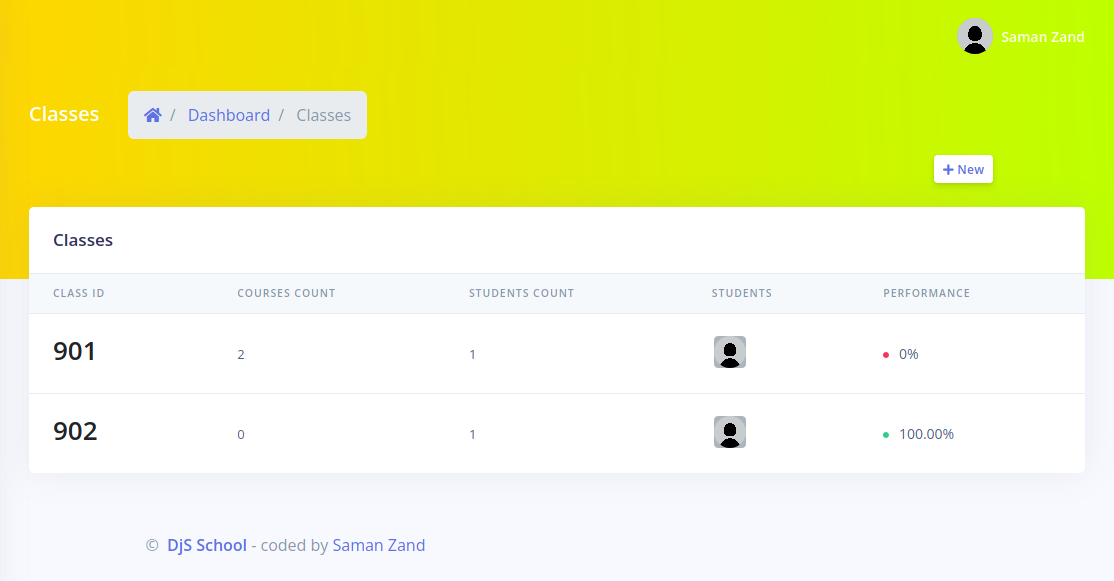 Saman Zand
Classes / Dashboard / Classes
New
Classes
CLASS ID COURSES COUNT STUDENTS COUNT STUDENTS PERFORMANCE
901 2 1 0%
902 0 1 100.00%
© DjS School - coded by Saman Zand